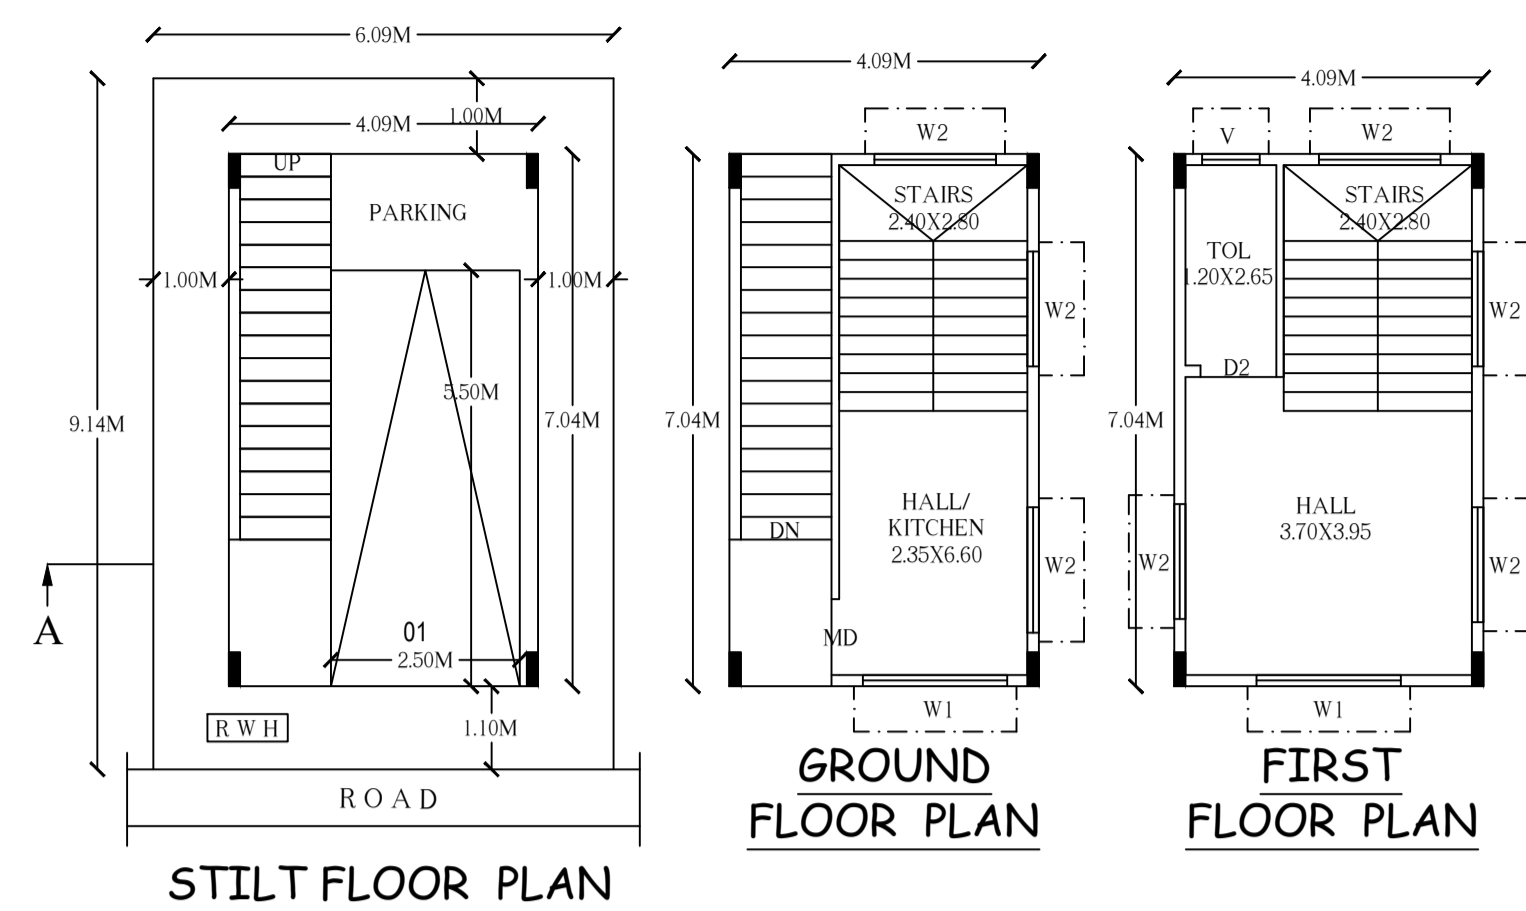 6.09M
4.09M
1.00M
UP
PARKING
1.00M
1.00M
9.14M
5.50M
7.04M
A
01
2.50M
R W H
1.10M
ROAD
STILT FLOOR PLAN
4.09M
W2
STAIRS
2.40X2.80
W2
7.04M
HALL/
KITCHEN
2.35X6.60
DN
W2
MD
W1
GROUND
FLOOR PLAN
4.09M
V
W2
STAIRS
2.40X2.80
TOL
1.20X2.65
W2
D2
7.04M
HALL
3.70X3.95
W2
W2
W1
FIRST
FLOOR PLAN